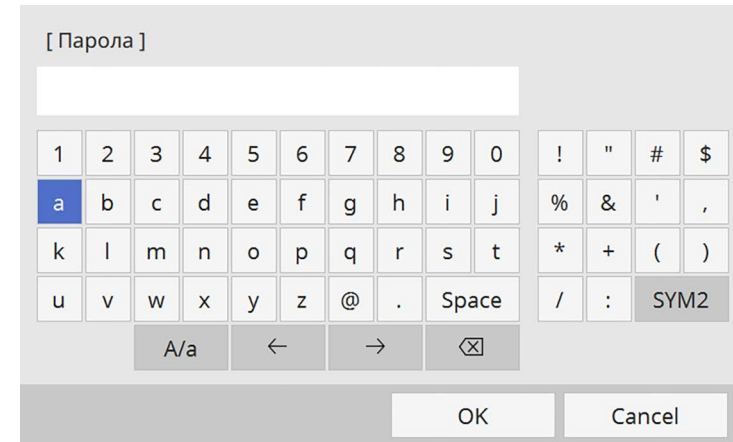 [ Парола ]
1 2 3 4 5 6 7 8 9 0 ! " # $
a b c d e f g h i j % & ' ,
k l m n o p q r s t * + ( )
u v w x y z @ . Space / : SYM2
A/a ← → ⌫
OK Cancel